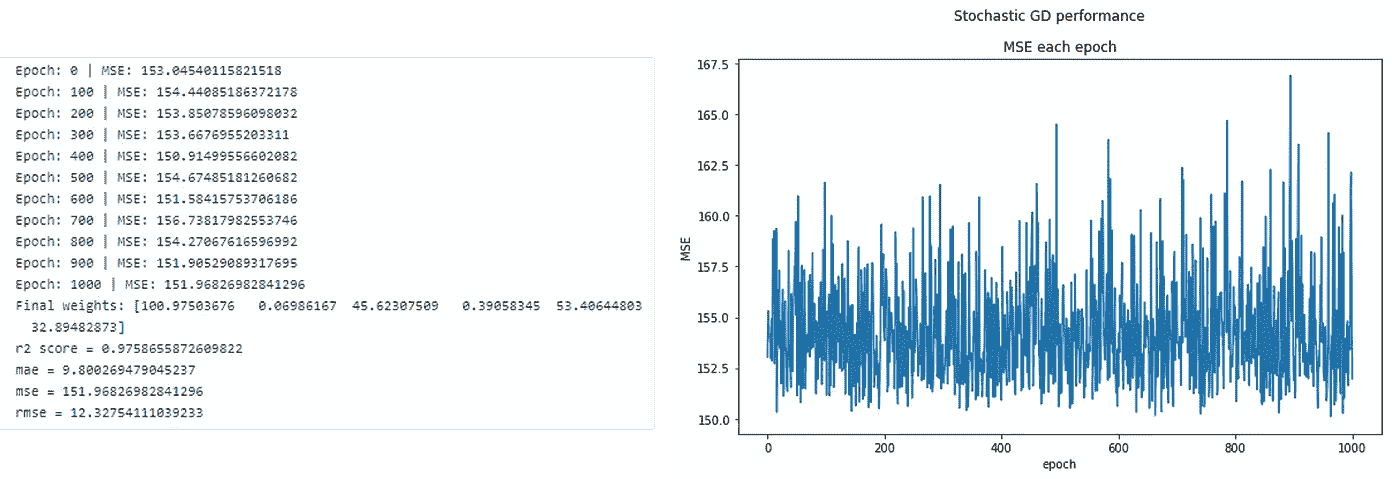 Epoch: 0 | MSE: 153.04540115821518
Epoch: 100 | MSE: 154.44085186372178
Epoch: 200 | MSE: 153.85078596098032
Epoch: 300 | MSE: 153.6676955203311
Epoch: 400 | MSE: 150.91499556602082
Epoch: 500 | MSE: 154.67485181260682
Epoch: 600 | MSE: 151.58415753706186
Epoch: 700 | MSE: 156.73817982553746
Epoch: 800 | MSE: 154.27067616596992
Epoch: 900 | MSE: 151.90529089317695
Epoch: 1000 | MSE: 151.96826982841296
Final weights: [100.97503676 0.06986167 45.62307509 0.39058345 53.40644803
32.89482873]
r2 score = 0.9758655872609822
mae = 9.800269479045237
mse = 151.96826982841296
rmse = 12.32754111039233
Stochastic GD performance
MSE each epoch
167.5
165.0
162.5
160.0
157.5
155.0
152.5
150.0
MSE
0 200 400 600 800 1000
epoch